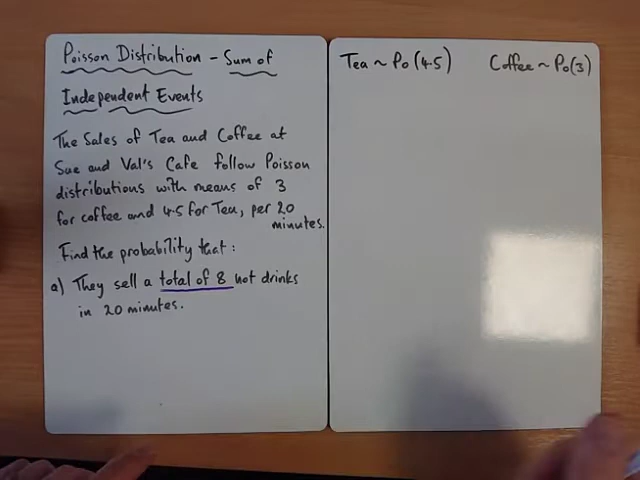 Poisson Distribution - Sum of
Independent Events
The Sales of Tea and Coffee at
Sue and Val's Cafe follow Poisson
distributions with means of 3
for coffee and 4.5 for Tea, per 20
minutes.
Find the probability that :
a) They sell a total of 8 hot drinks
in 20 minutes.
Tea ~ Po (4.5)
Coffee ~ Po(3)